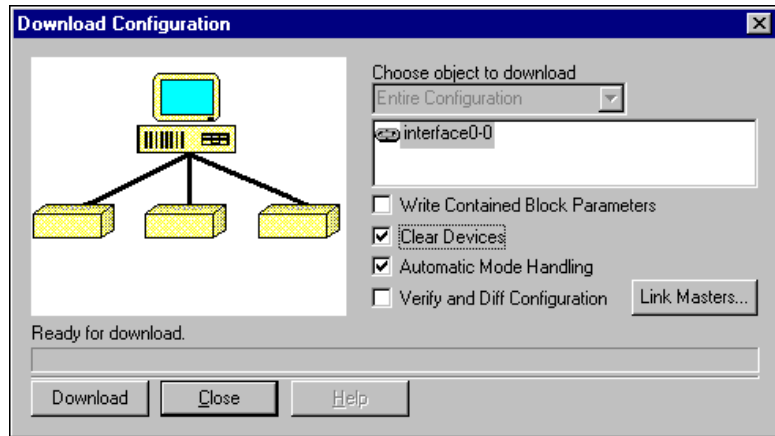 Download Configuration
Choose object to download
Entire Configuration
interface0-0
Write Contained Block Parameters
Clear Devices
Automatic Mode Handling
Verify and Diff Configuration
Link Masters...
Ready for download.
Download
Close
Help